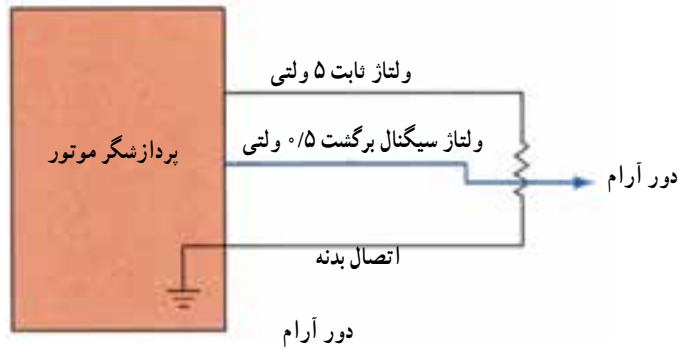 ولتاژ ثابت ۵ ولتی
ولتاژ سیگنال برگشت ۰/۵ ولتی
پردازشگر موتور
دور آرام
اتصال بدنه
دور آرام